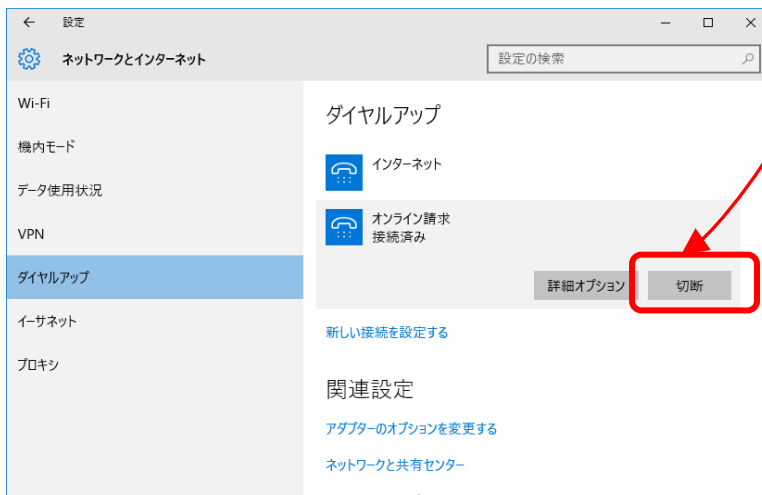 設定
ネットワークとインターネット
設定の検索
Wi-Fi
機内モード
データ使用状況
VPN
ダイヤルアップ
イーサネット
プロキシ
ダイヤルアップ
インターネット
オンライン請求
接続済み
詳細オプション
切断
新しい接続を設定する
関連設定
アダプターのオプションを変更する
ネットワークと共有センター